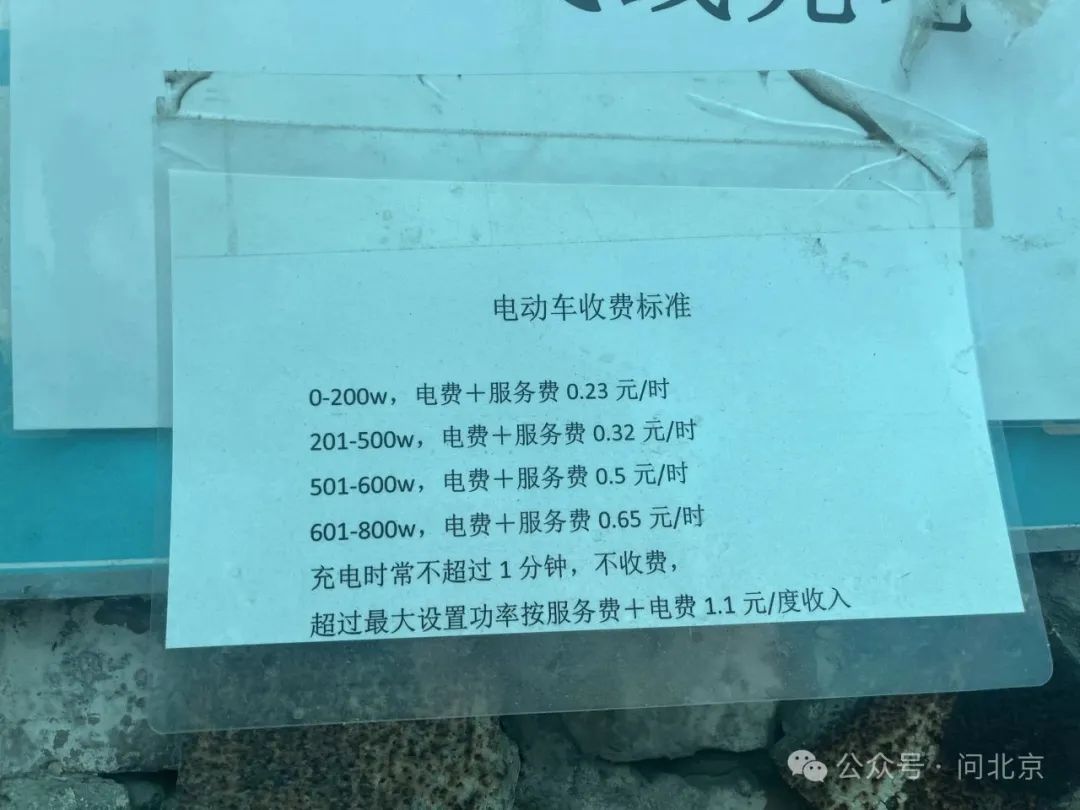 电动车收费标准
0-200w，电费＋服务费 0.23 元/时
201-500w，电费＋服务费 0.32 元/时
501-600w，电费＋服务费 0.5 元/时
601-800w，电费＋服务费 0.65 元/时
充电时常不超过 1 分钟，不收费，
超过最大设置功率按服务费＋电费 1.1 元/度收入
公众号·问北京